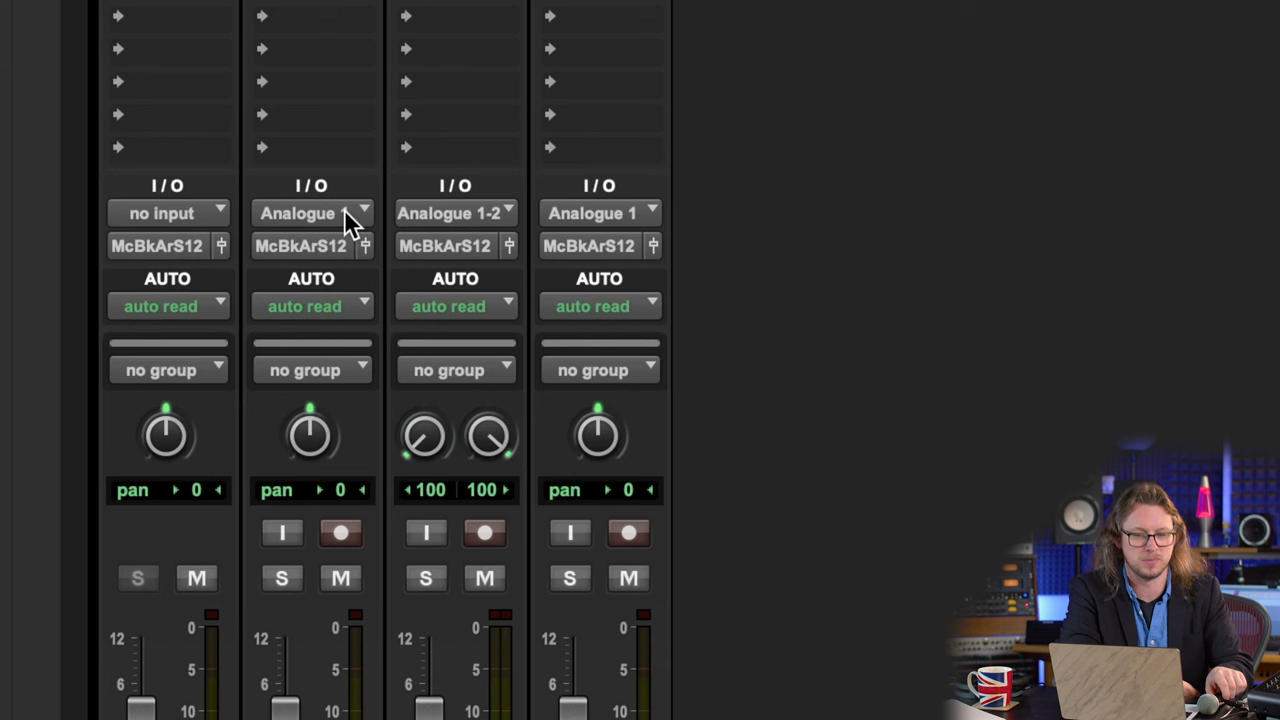 I / O I / O I / O I / O
no input Analogue 1 Analogue 1-2 Analogue 1
McBkArS12 McBkArS12 McBkArS12 McBkArS12
AUTO AUTO AUTO AUTO
auto read auto read auto read auto read
no group no group no group no group
pan 0 pan 0 100 100 pan 0
I I I
S M S M S M S M
12 0 12 0 12 0 12 0
6 5 6 5 6 5 6 5
10 10 10 10